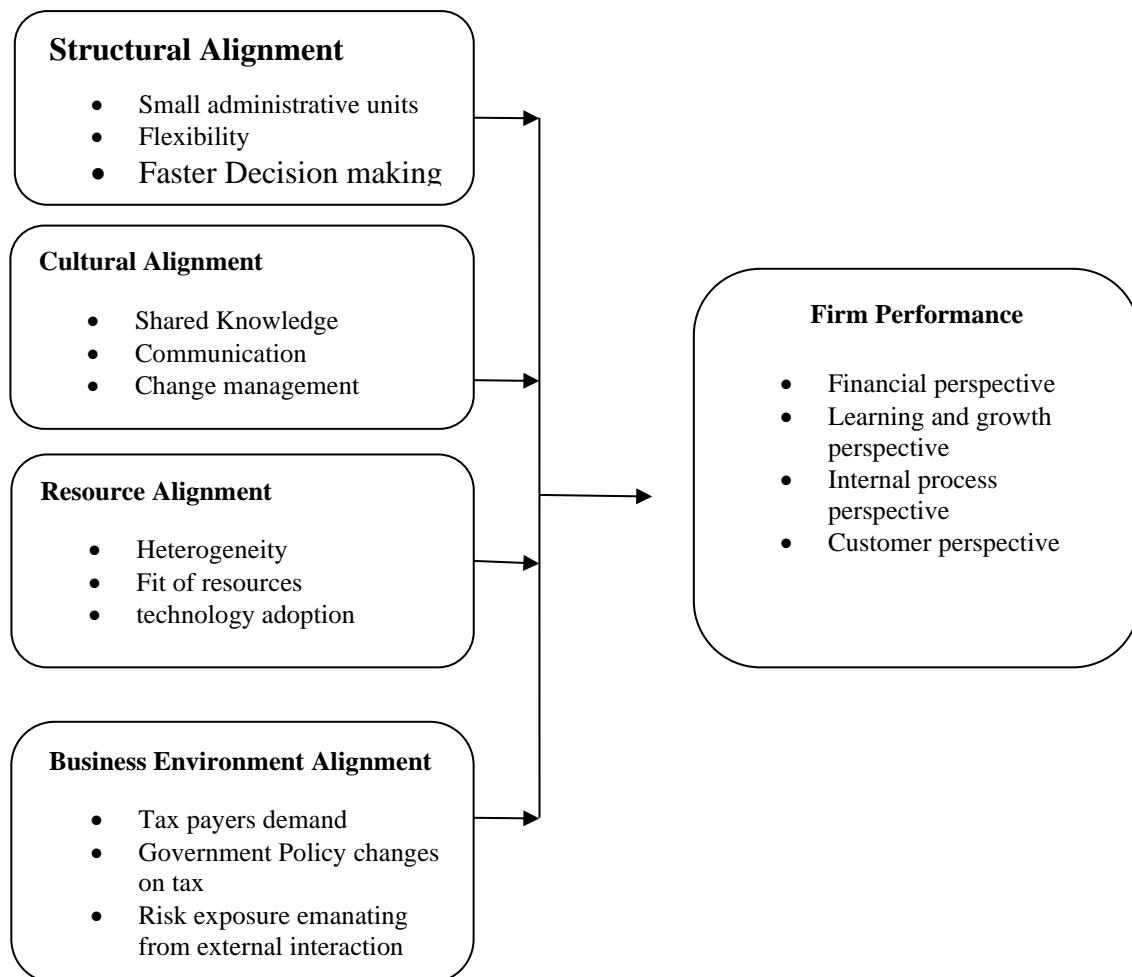 Structural Alignment
• Small administrative units
• Flexibility
• Faster Decision making
Cultural Alignment
• Shared Knowledge
• Communication
• Change management
Resource Alignment
• Heterogeneity
• Fit of resources
• technology adoption
Business Environment Alignment
• Tax payers demand
• Government Policy changes
on tax
• Risk exposure emanating
from external interaction
Firm Performance
• Financial perspective
• Learning and growth
perspective
• Internal process
perspective
• Customer perspective